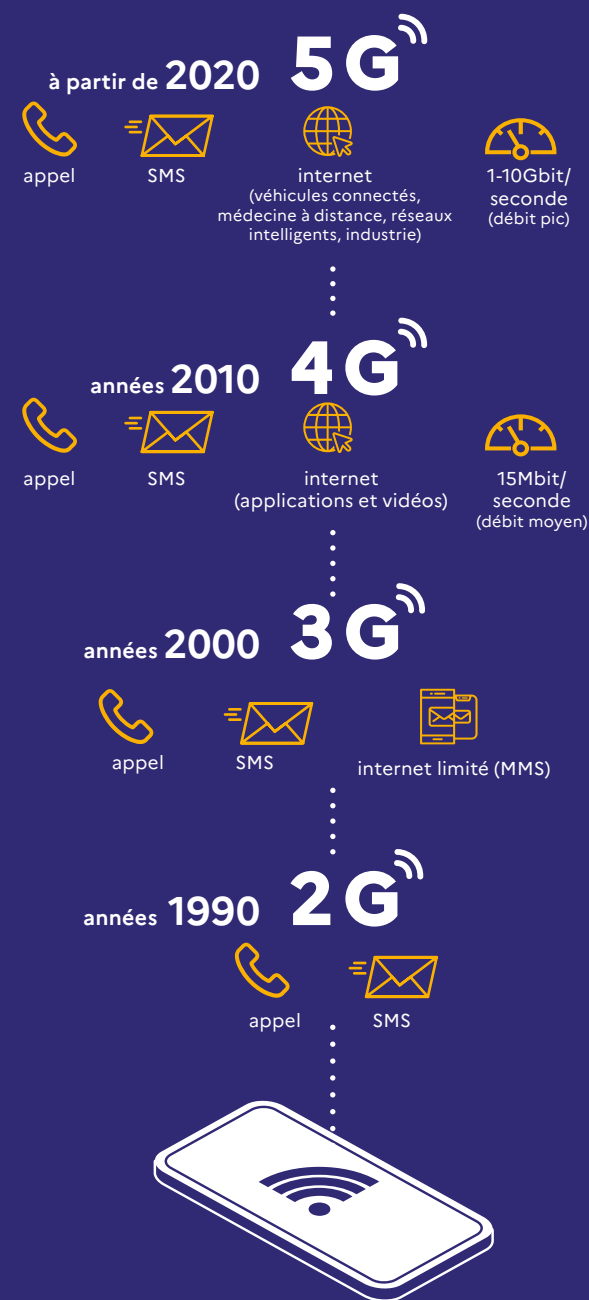 à partir de 2020 5G
appel
SMS
internet
(véhicules connectés,
médecine à distance, réseaux
intelligents, industrie)
1-10Gbit/
seconde
(débit pic)
années 2010 4G
appel
SMS
internet
(applications et vidéos)
15Mbit/
seconde
(débit moyen)
années 2000 3G
appel
SMS
internet limité (MMS)
années 1990 2G
appel
SMS